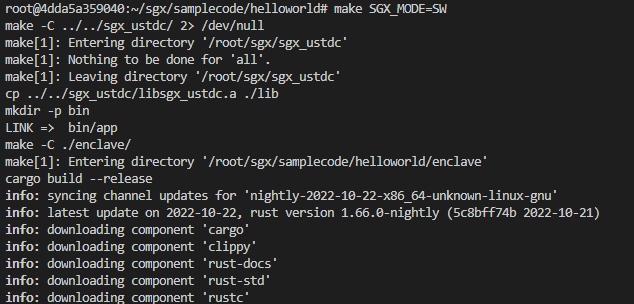 root@4dda5a359040:~/sgx/samplecode/helloworld# make SGX_MODE=SW
make -C ../../sgx_ustdc/ 2> /dev/null
make[1]: Entering directory '/root/sgx/sgx_ustdc'
make[1]: Nothing to be done for 'all'.
make[1]: Leaving directory '/root/sgx/sgx_ustdc'
cp ../../sgx_ustdc/libsgx_ustdc.a ./lib
mkdir -p bin
LINK =>  bin/app
make -C ./enclave/
make[1]: Entering directory '/root/sgx/samplecode/helloworld/enclave'
cargo build --release
info: syncing channel updates for 'nightly-2022-10-22-x86_64-unknown-linux-gnu'
info: latest update on 2022-10-22, rust version 1.66.0-nightly (5c8bff74b 2022-10-21)
info: downloading component 'cargo'
info: downloading component 'clippy'
info: downloading component 'rust-docs'
info: downloading component 'rust-std'
info: downloading component 'rustc'